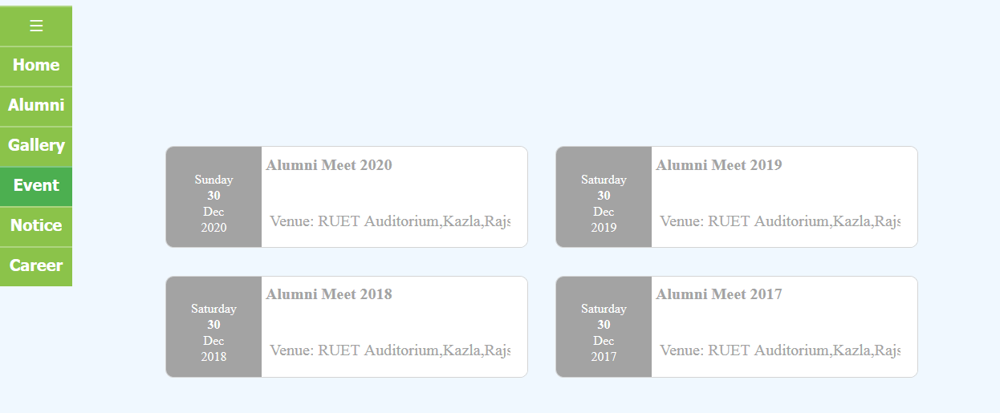 ☰
Home
Alumni
Gallery
Event
Notice
Career
Sunday
30
Dec
2020
Alumni Meet 2020
Venue: RUET Auditorium,Kazla,Rajs
Saturday
30
Dec
2019
Alumni Meet 2019
Venue: RUET Auditorium,Kazla,Rajs
Saturday
30
Dec
2018
Alumni Meet 2018
Venue: RUET Auditorium,Kazla,Rajs
Saturday
30
Dec
2017
Alumni Meet 2017
Venue: RUET Auditorium,Kazla,Rajs